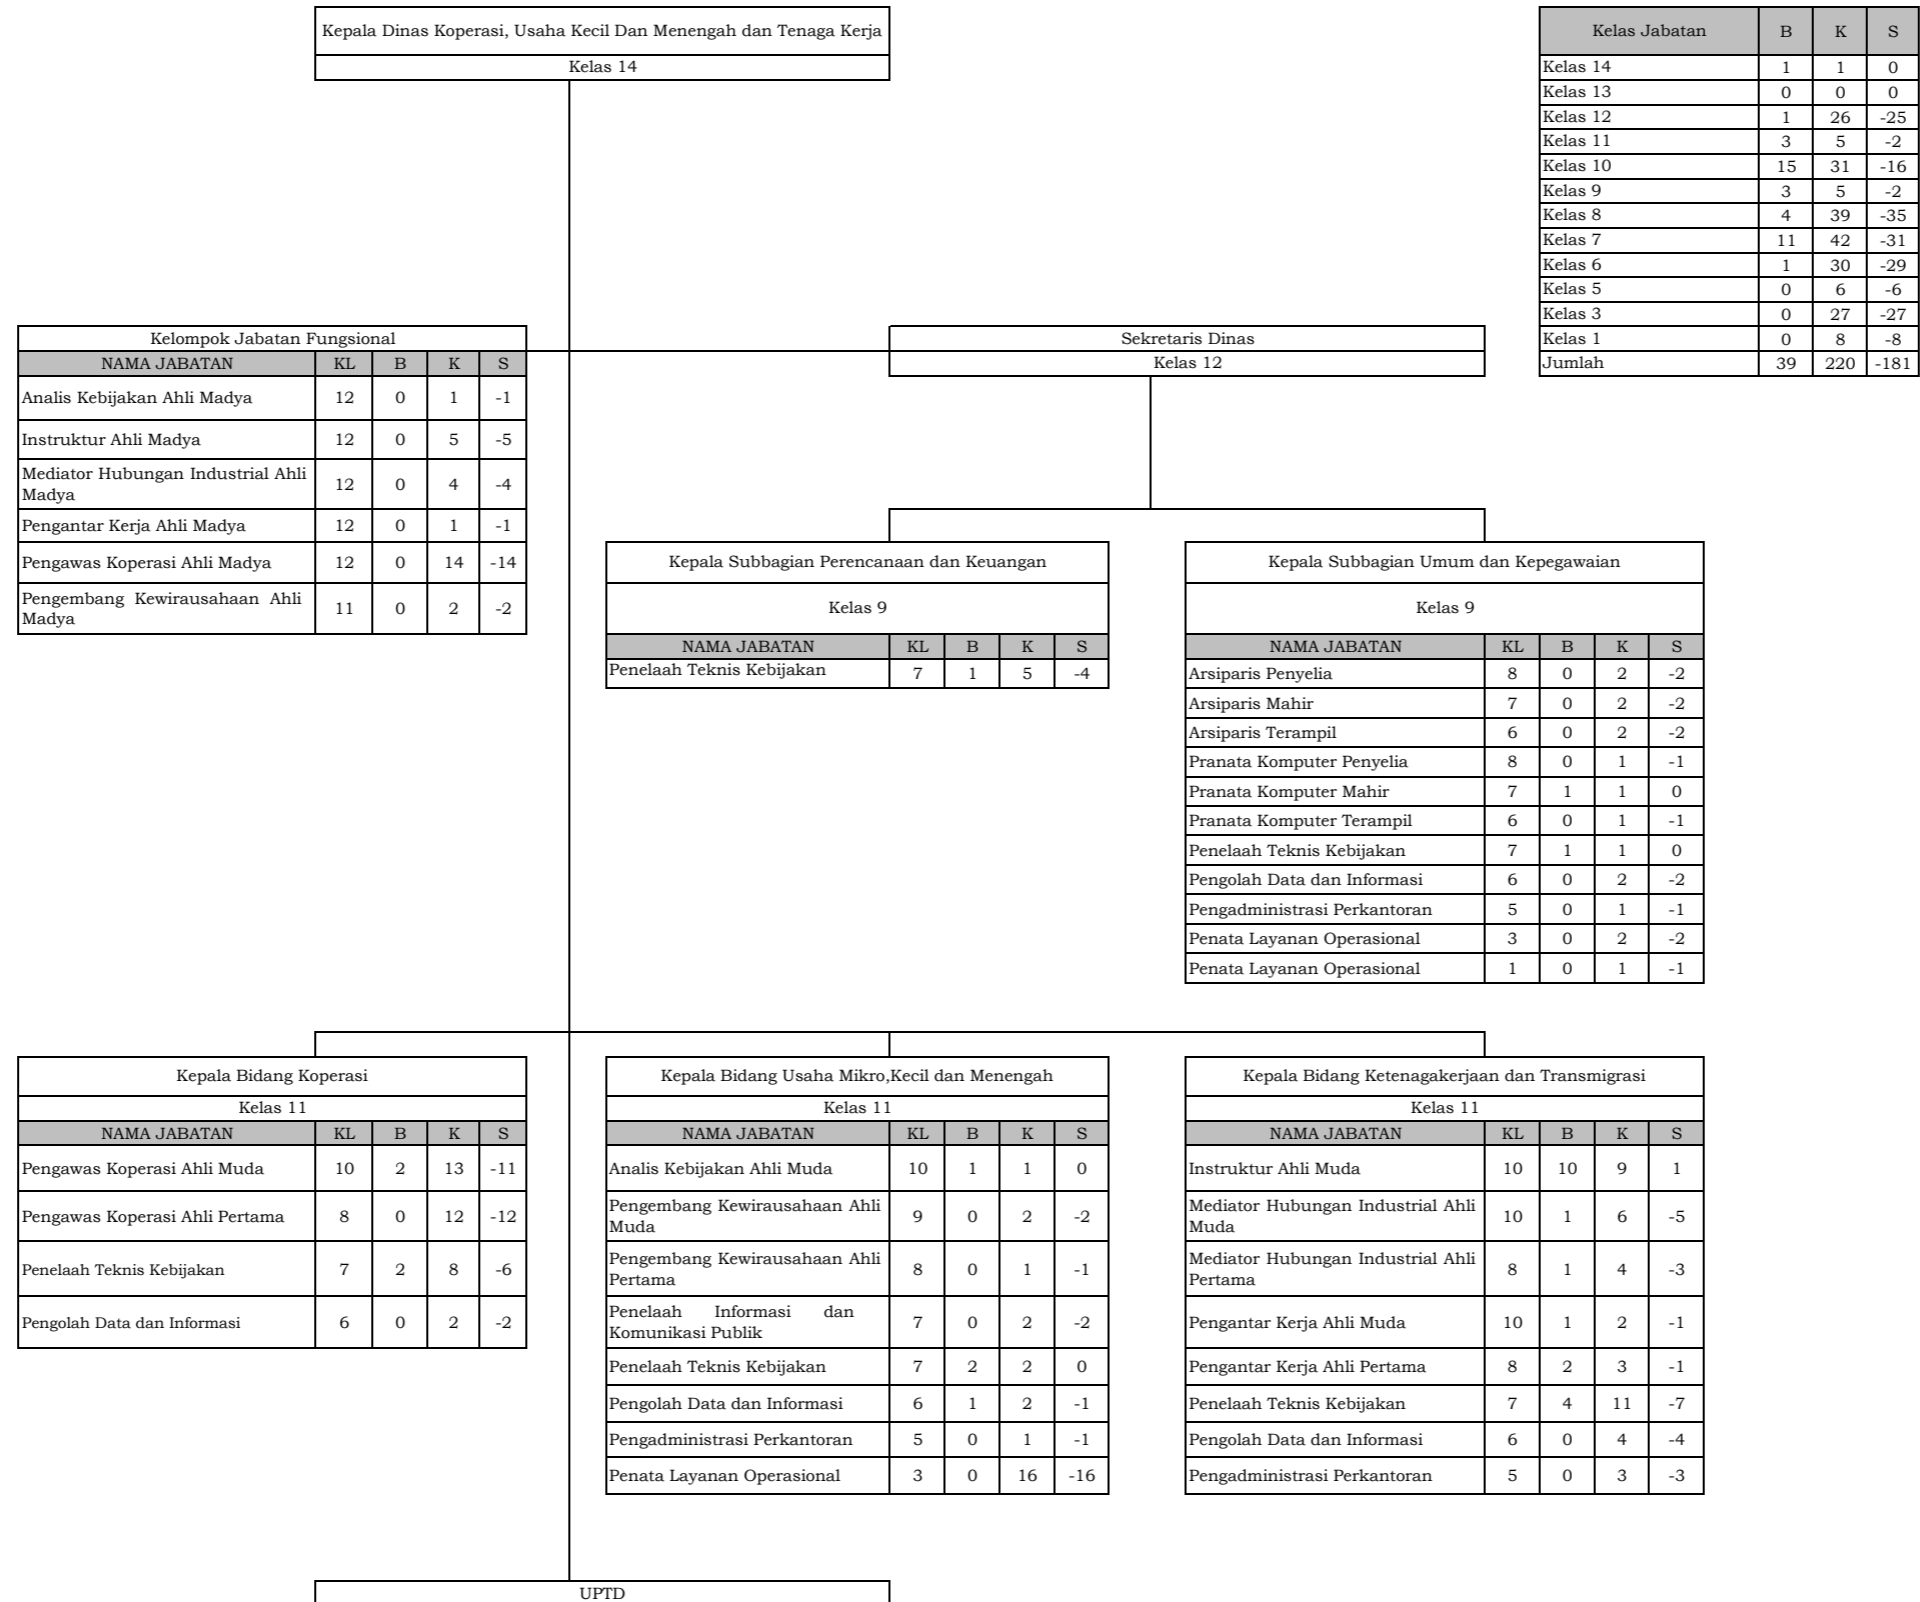 Kepala Dinas Koperasi, Usaha Kecil Dan Menengah dan Tenaga Kerja
Kelas 14
Kelas Jabatan B K S
Kelas 14 1 1 0
Kelas 13 0 0 0
Kelas 12 1 26 -25
Kelas 11 3 5 -2
Kelas 10 15 31 -16
Kelas 9 3 5 -2
Kelas 8 4 39 -35
Kelas 7 11 42 -31
Kelas 6 1 30 -29
Kelas 5 0 6 -6
Kelas 3 0 27 -27
Kelas 1 0 8 -8
Jumlah 39 220 -181
Kelompok Jabatan Fungsional
NAMA JABATAN KL B K S
Analis Kebijakan Ahli Madya 12 0 1 -1
Instruktur Ahli Madya 12 0 5 -5
Mediator Hubungan Industrial Ahli
Madya 12 0 4 -4
Pengantar Kerja Ahli Madya 12 0 1 -1
Pengawas Koperasi Ahli Madya 12 0 14 -14
Pengembang Kewirausahaan Ahli
Madya 11 0 2 -2
Sekretaris Dinas
Kelas 12
Kepala Subbagian Perencanaan dan Keuangan
Kelas 9
NAMA JABATAN KL B K S
Penelaah Teknis Kebijakan 7 1 5 -4
Kepala Subbagian Umum dan Kepegawaian
Kelas 9
NAMA JABATAN KL B K S
Arsiparis Penyelia 8 0 2 -2
Arsiparis Mahir 7 0 2 -2
Arsiparis Terampil 6 0 2 -2
Pranata Komputer Penyelia 8 0 1 -1
Pranata Komputer Mahir 7 1 1 0
Pranata Komputer Terampil 6 0 1 -1
Penelaah Teknis Kebijakan 7 1 1 0
Pengolah Data dan Informasi 6 0 2 -2
Pengadministrasi Perkantoran 5 0 1 -1
Penata Layanan Operasional 3 0 2 -2
Penata Layanan Operasional 1 0 1 -1
Kepala Bidang Koperasi
Kelas 11
NAMA JABATAN KL B K S
Pengawas Koperasi Ahli Muda 10 2 13 -11
Pengawas Koperasi Ahli Pertama 8 0 12 -12
Penelaah Teknis Kebijakan 7 2 8 -6
Pengolah Data dan Informasi 6 0 2 -2
Kepala Bidang Usaha Mikro,Kecil dan Menengah
Kelas 11
NAMA JABATAN KL B K S
Analis Kebijakan Ahli Muda 10 1 1 0
Pengembang Kewirausahaan Ahli
Muda 9 0 2 -2
Pengembang Kewirausahaan Ahli
Pertama 8 0 1 -1
Penelaah Informasi dan
Komunikasi Publik 7 0 2 -2
Penelaah Teknis Kebijakan 7 2 2 0
Pengolah Data dan Informasi 6 1 2 -1
Pengadministrasi Perkantoran 5 0 1 -1
Penata Layanan Operasional 3 0 16 -16
Kepala Bidang Ketenagakerjaan dan Transmigrasi
Kelas 11
NAMA JABATAN KL B K S
Instruktur Ahli Muda 10 10 9 1
Mediator Hubungan Industrial Ahli
Muda 10 1 6 -5
Mediator Hubungan Industrial Ahli
Pertama 8 1 4 -3
Pengantar Kerja Ahli Muda 10 1 2 -1
Pengantar Kerja Ahli Pertama 8 2 3 -1
Penelaah Teknis Kebijakan 7 4 11 -7
Pengolah Data dan Informasi 6 0 4 -4
Pengadministrasi Perkantoran 5 0 3 -3
UPTD